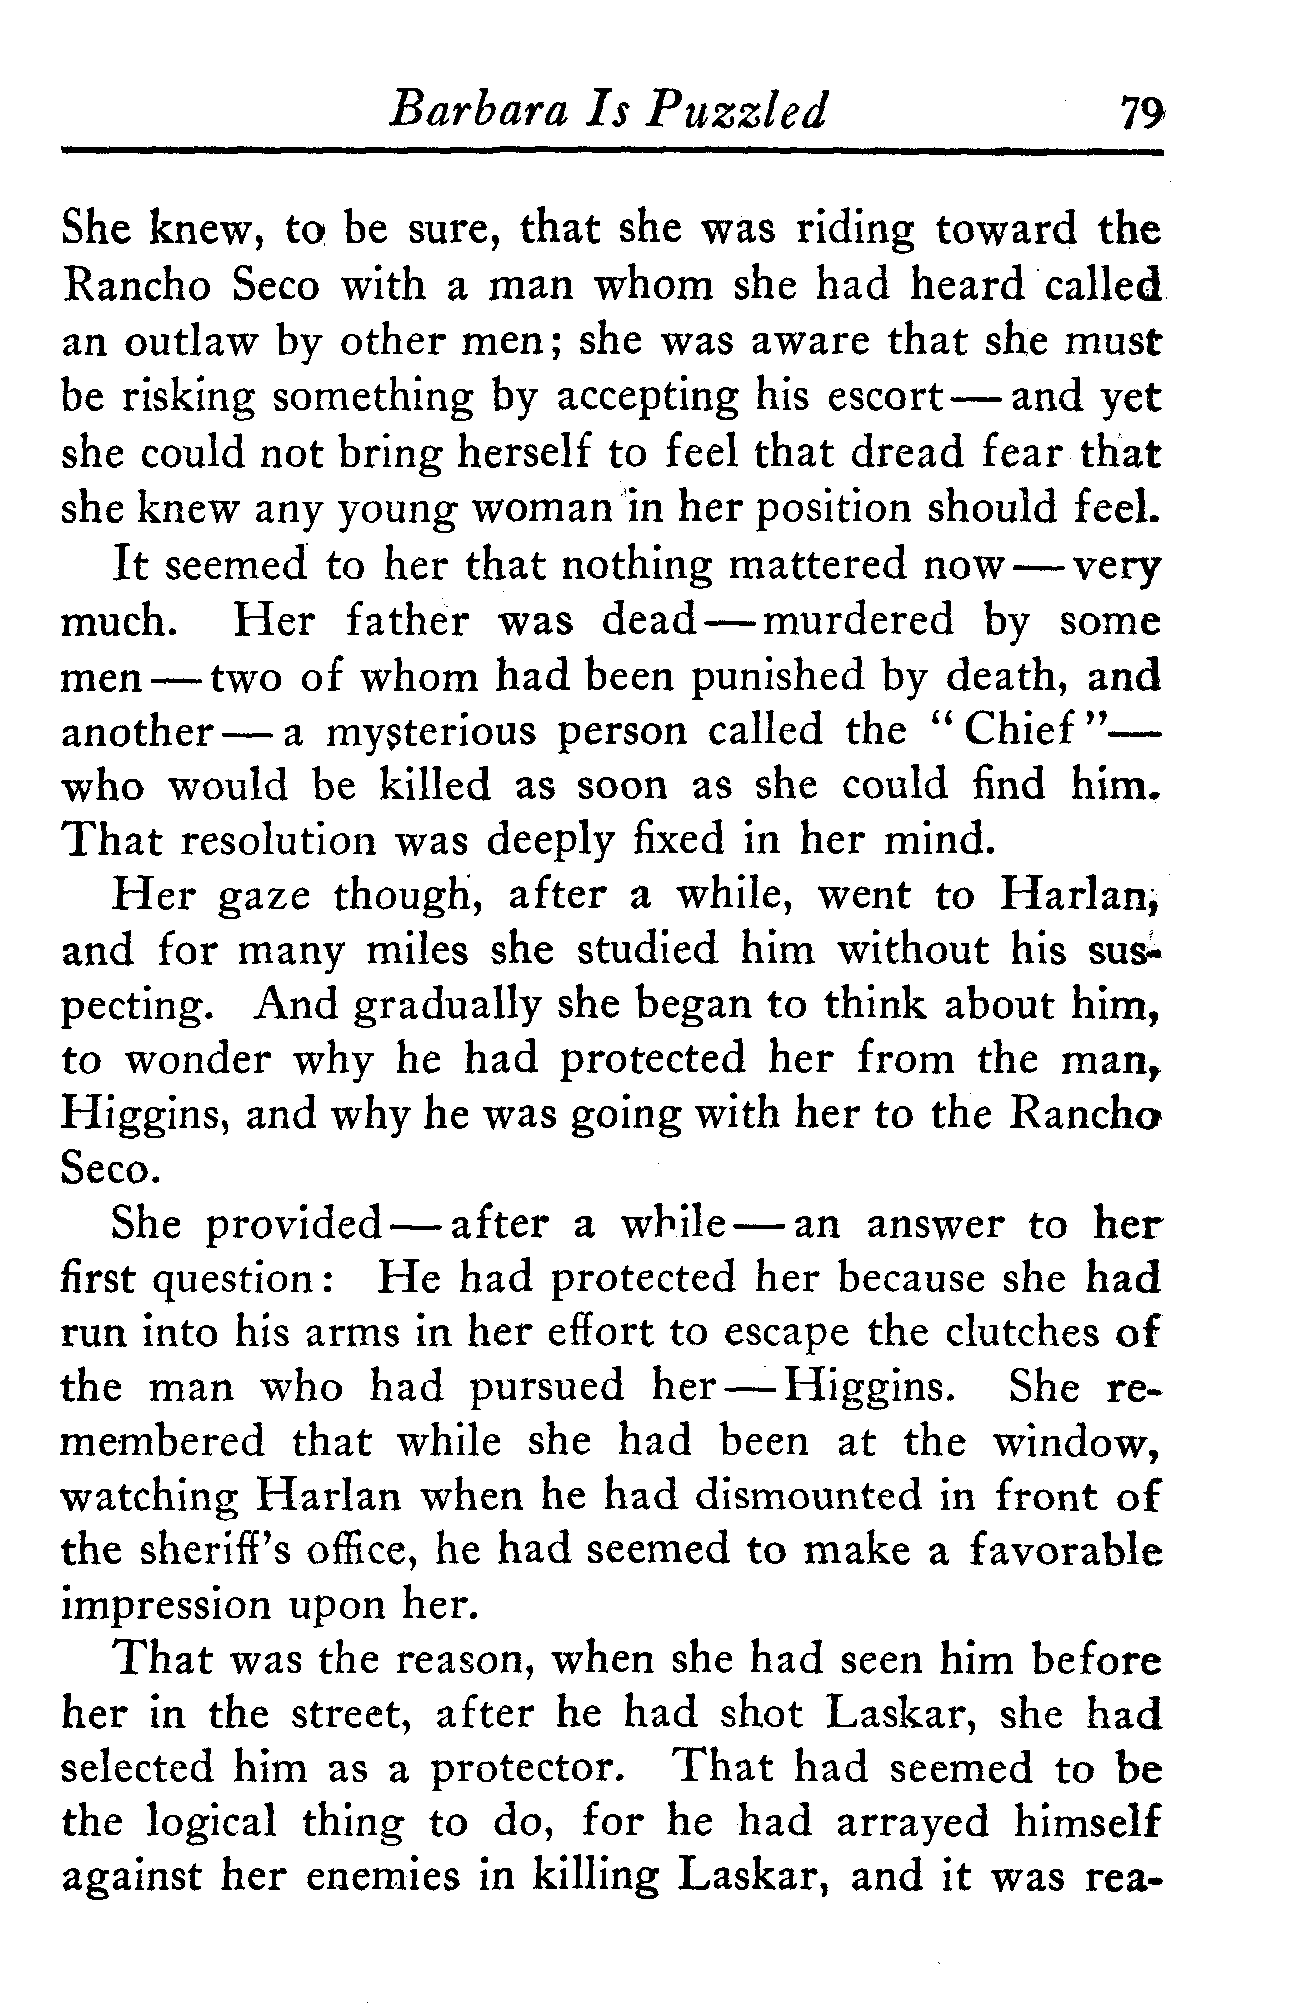 Barbara Is Puzzled 79
She knew, to be sure, that she was riding toward the
Rancho Seco with a man whom she had heard called
an outlaw by other men; she was aware that she must
be risking something by accepting his escort — and yet
she could not bring herself to feel that dread fear that
she knew any young woman in her position should feel.
It seemed to her that nothing mattered now — very
much. Her father was dead — murdered by some
men — two of whom had been punished by death, and
another — a mysterious person called the "Chief"—
who would be killed as soon as she could find him.
That resolution was deeply fixed in her mind.
Her gaze though, after a while, went to Harlan,
and for many miles she studied him without his sus-
pecting. And gradually she began to think about him,
to wonder why he had protected her from the man,
Higgins, and why he was going with her to the Rancho
Seco.
She provided — after a while — an answer to her
first question: He had protected her because she had
run into his arms in her effort to escape the clutches of
the man who had pursued her — Higgins. She re-
membered that while she had been at the window,
watching Harlan when he had dismounted in front of
the sheriff's office, he had seemed to make a favorable
impression upon her.
That was the reason, when she had seen him before
her in the street, after he had shot Laskar, she had
selected him as a protector. That had seemed to be
the logical thing to do, for he had arrayed himself
against her enemies in killing Laskar, and it was rea-